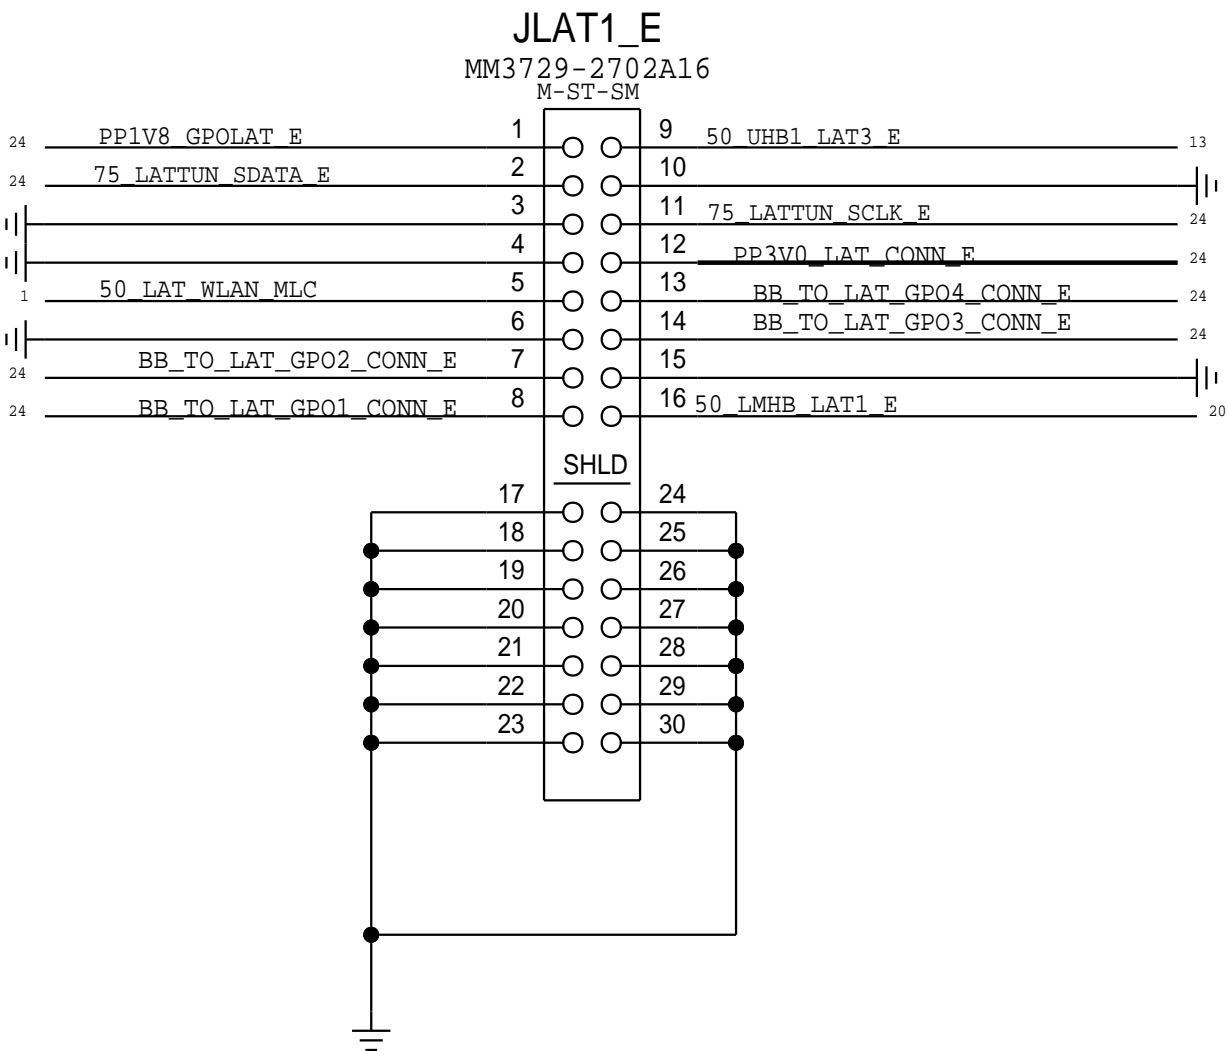 JLAT1_E
MM3729-2702A16
M-ST-SM
24 PP1V8_GPOLAT_E 1 9 50_UHB1_LAT3_E 13
24 75_LATTUN_SDATA_E 2 10
3 11 75_LATTUN_SCLK_E 24
4 12 PP3V0_LAT_CONN_E 24
1 50_LAT_WLAN_MLC 5 13 BB_TO_LAT_GPO4_CONN_E 24
6 14 BB_TO_LAT_GPO3_CONN_E 24
24 BB_TO_LAT_GPO2_CONN_E 7 15
24 BB_TO_LAT_GPO1_CONN_E 8 16 50_LMHB_LAT1_E 20
SHLD
17 24
18 25
19 26
20 27
21 28
22 29
23 30